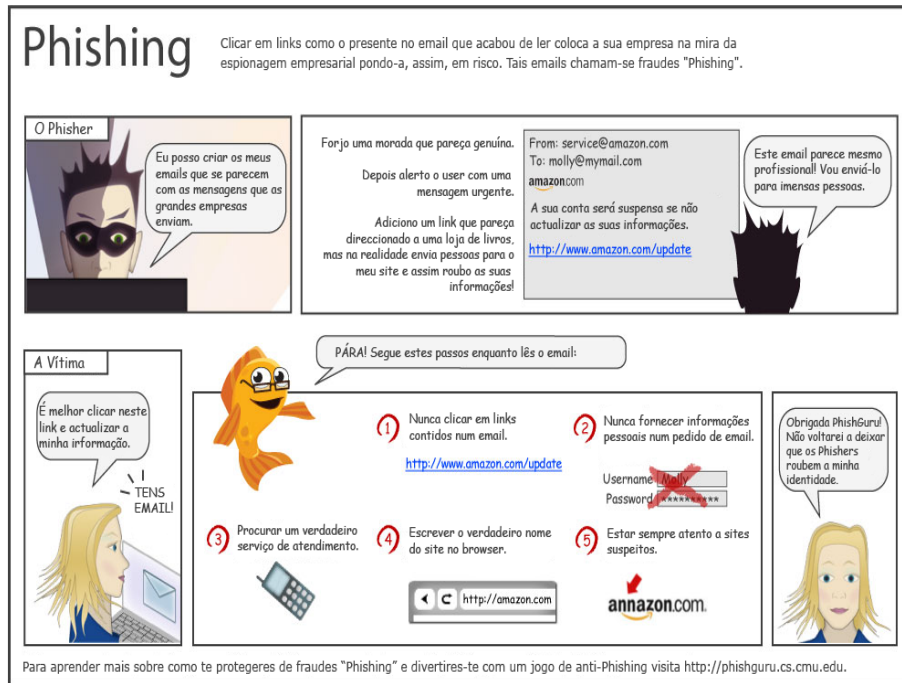 Phishing
Clicar em links como o presente no email que acabou de ler coloca a sua empresa na mira da
espionagem empresarial pondo-a, assim, em risco. Tais emails chamam-se fraudes "Phishing".
O Phisher
Eu posso criar os meus
emails que se parecem
com as mensagens que as
grandes empresas
enviam.
Forjo uma morada que pareça genuína.
Depois alerto o user com uma
mensagem urgente.
Adiciono um link que pareça
direccionado a uma loja de livros,
mas na realidade envia pessoas para o
meu site e assim roubo as suas
informações!
From: service@amazon.com
To: molly@mymail.com
amazon.com
A sua conta será suspensa se não
actualizar as suas informações.
http://www.amazon.com/update
Este email parece mesmo
profissional! Vou enviá-lo
para imensas pessoas.
A Vítima
É melhor clicar neste
link e actualizar a
minha informação.
TENS
EMAIL!
PÁRA! Segue estes passos enquanto lês o email:
1
Nunca clicar em links
contidos num email.
http://www.amazon.com/update
2
Nunca fornecer informações
pessoais num pedido de email.
Username Molly
Password **********
3
Procurar um verdadeiro
serviço de atendimento.
4
Escrever o verdadeiro nome
do site no browser.
http://amazon.com
5
Estar sempre atento a sites
suspeitos.
annazon.com.
Obrigada PhishGuru!
Não voltarei a deixar
que os Phishers
roubem a minha
identidade.
Para aprender mais sobre como te protegeres de fraudes “Phishing” e divertires-te com um jogo de anti-Phishing visita http://phishguru.cs.cmu.edu.